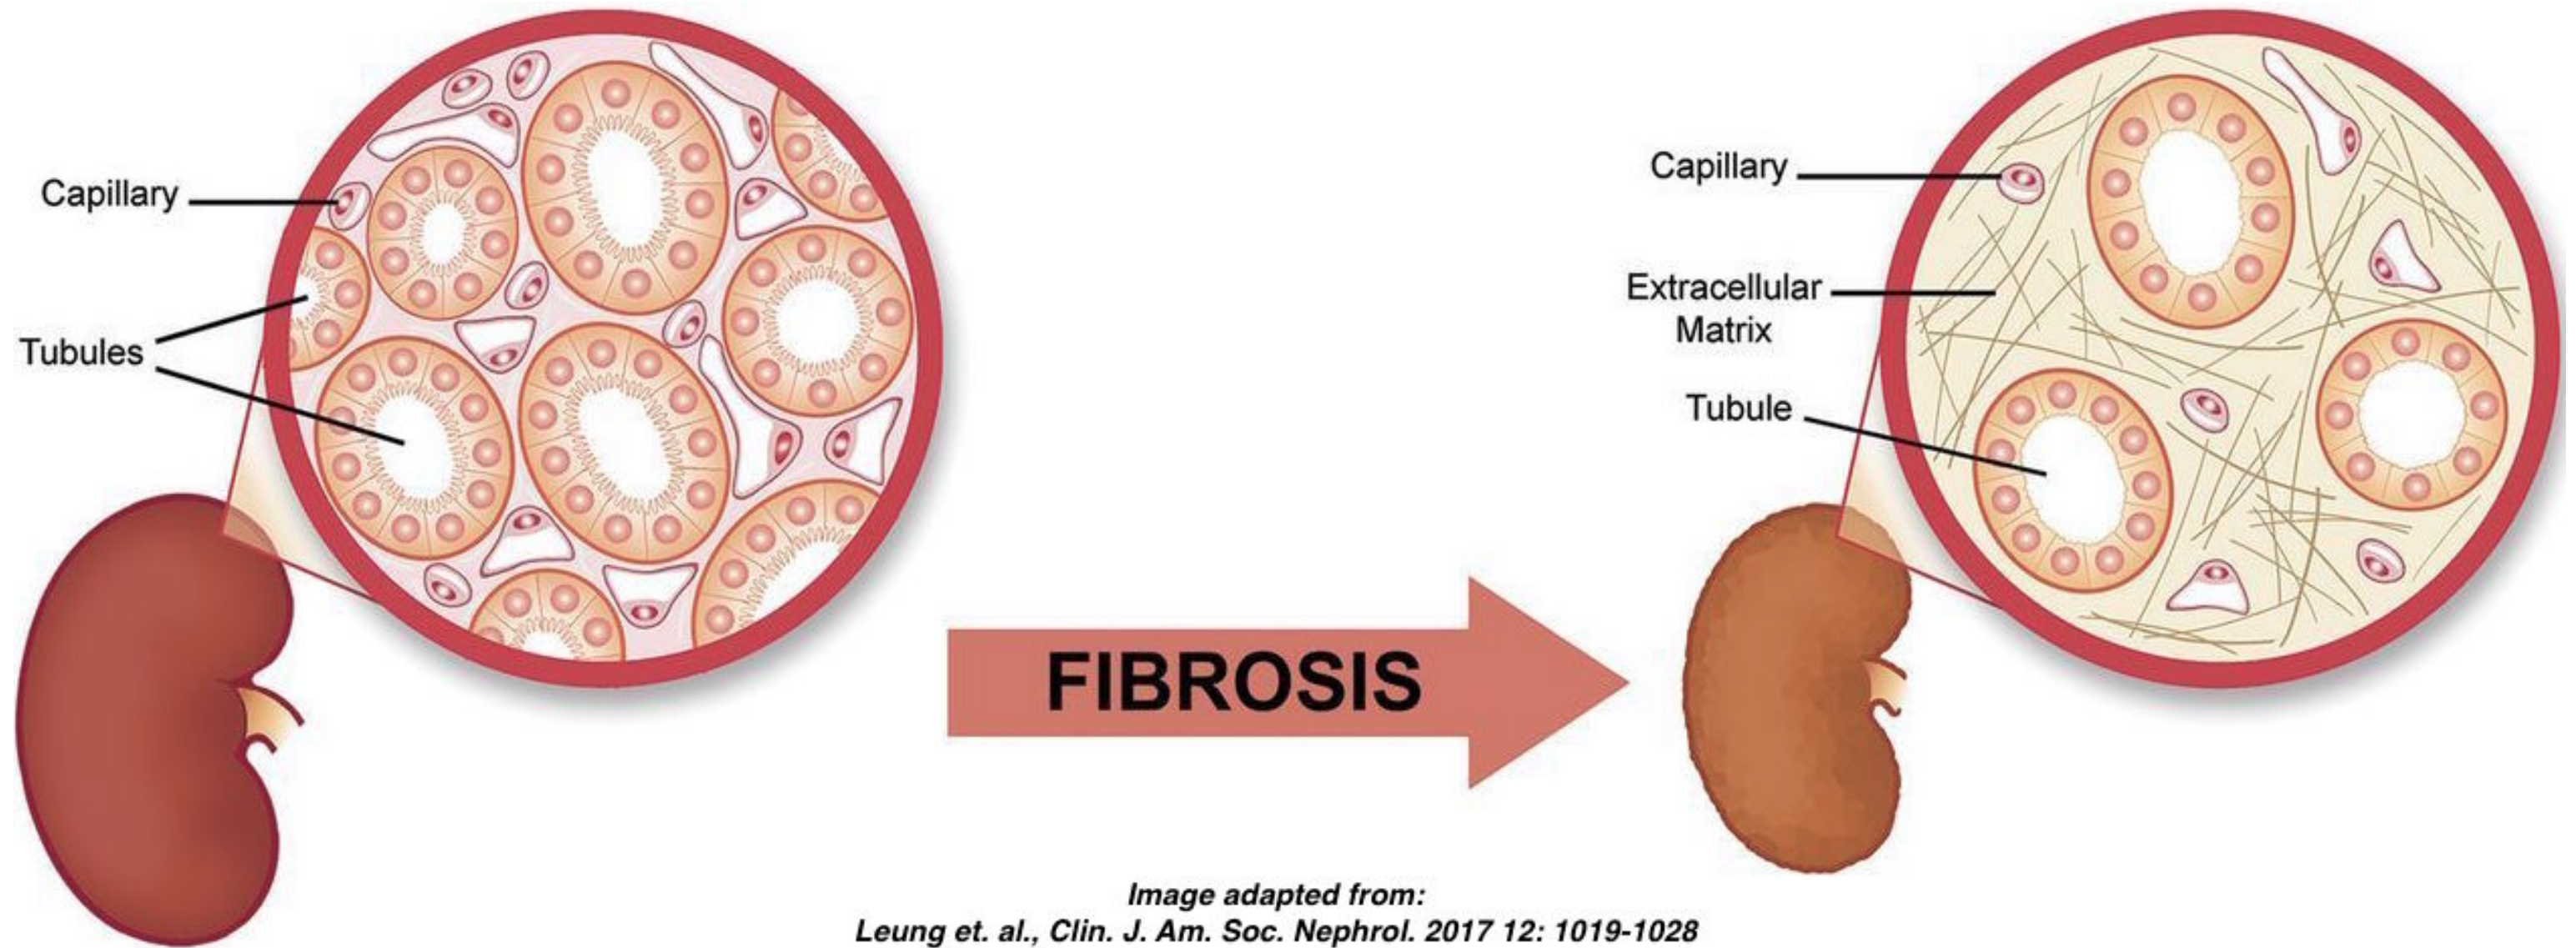 Capillary
Tubules
FIBROSIS
Capillary
Extracellular
Matrix
Tubule
Image adapted from:
Leung et. al., Clin. J. Am. Soc. Nephrol. 2017 12: 1019-1028